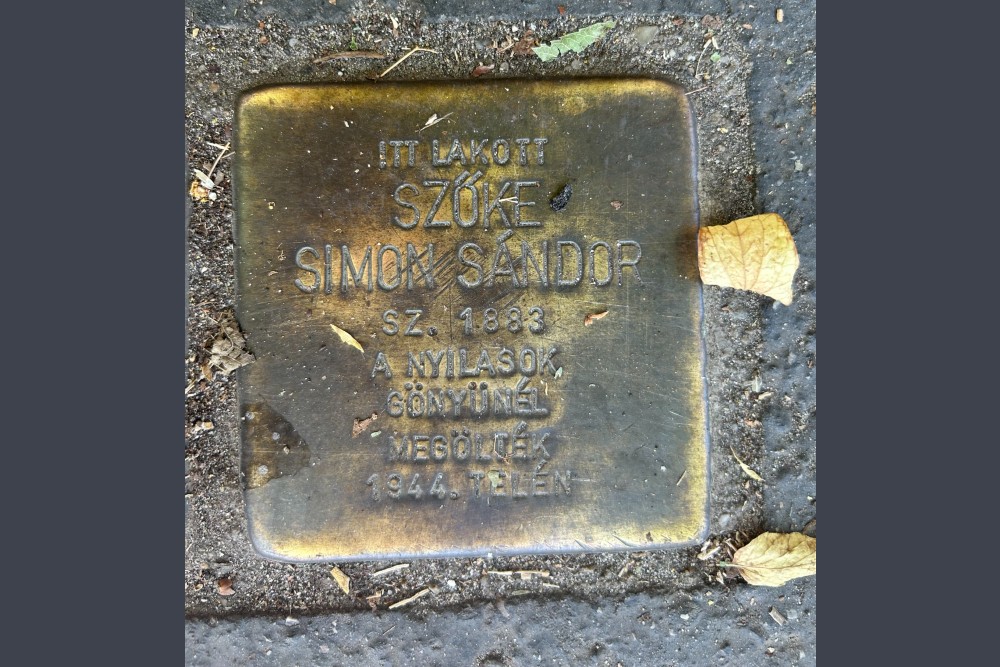 ITT LAKOTT
SZŐKE
SIMON SÁNDOR
SZ. 1883
A NYILASOK
GÖNYÜNÉL
MEGÖLTÉK
1944. TELÉN